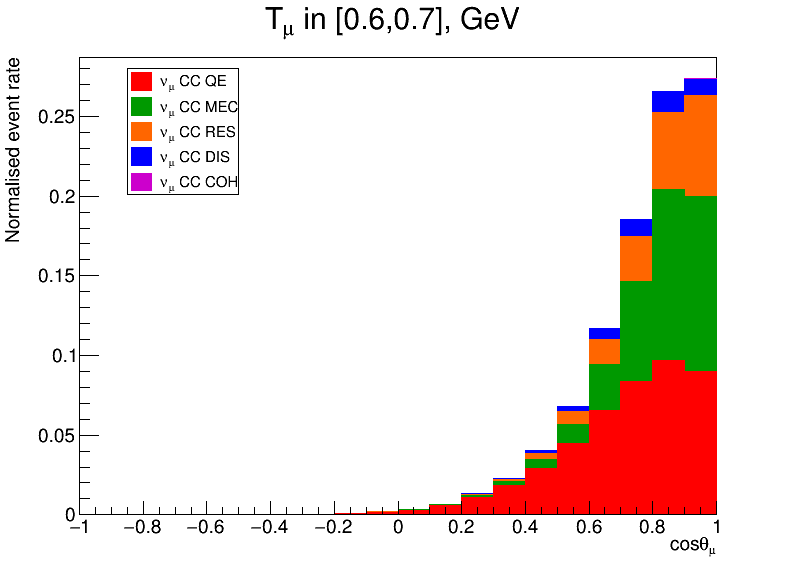 Tμ in [0.6,0.7], GeV
Normalised event rate
νμ CC QE
νμ CC MEC
νμ CC RES
νμ CC DIS
νμ CC COH
0.25
0.2
0.15
0.1
0.05
0
−1 −0.8 −0.6 −0.4 −0.2 0 0.2 0.4 0.6 0.8 1
cosθμ